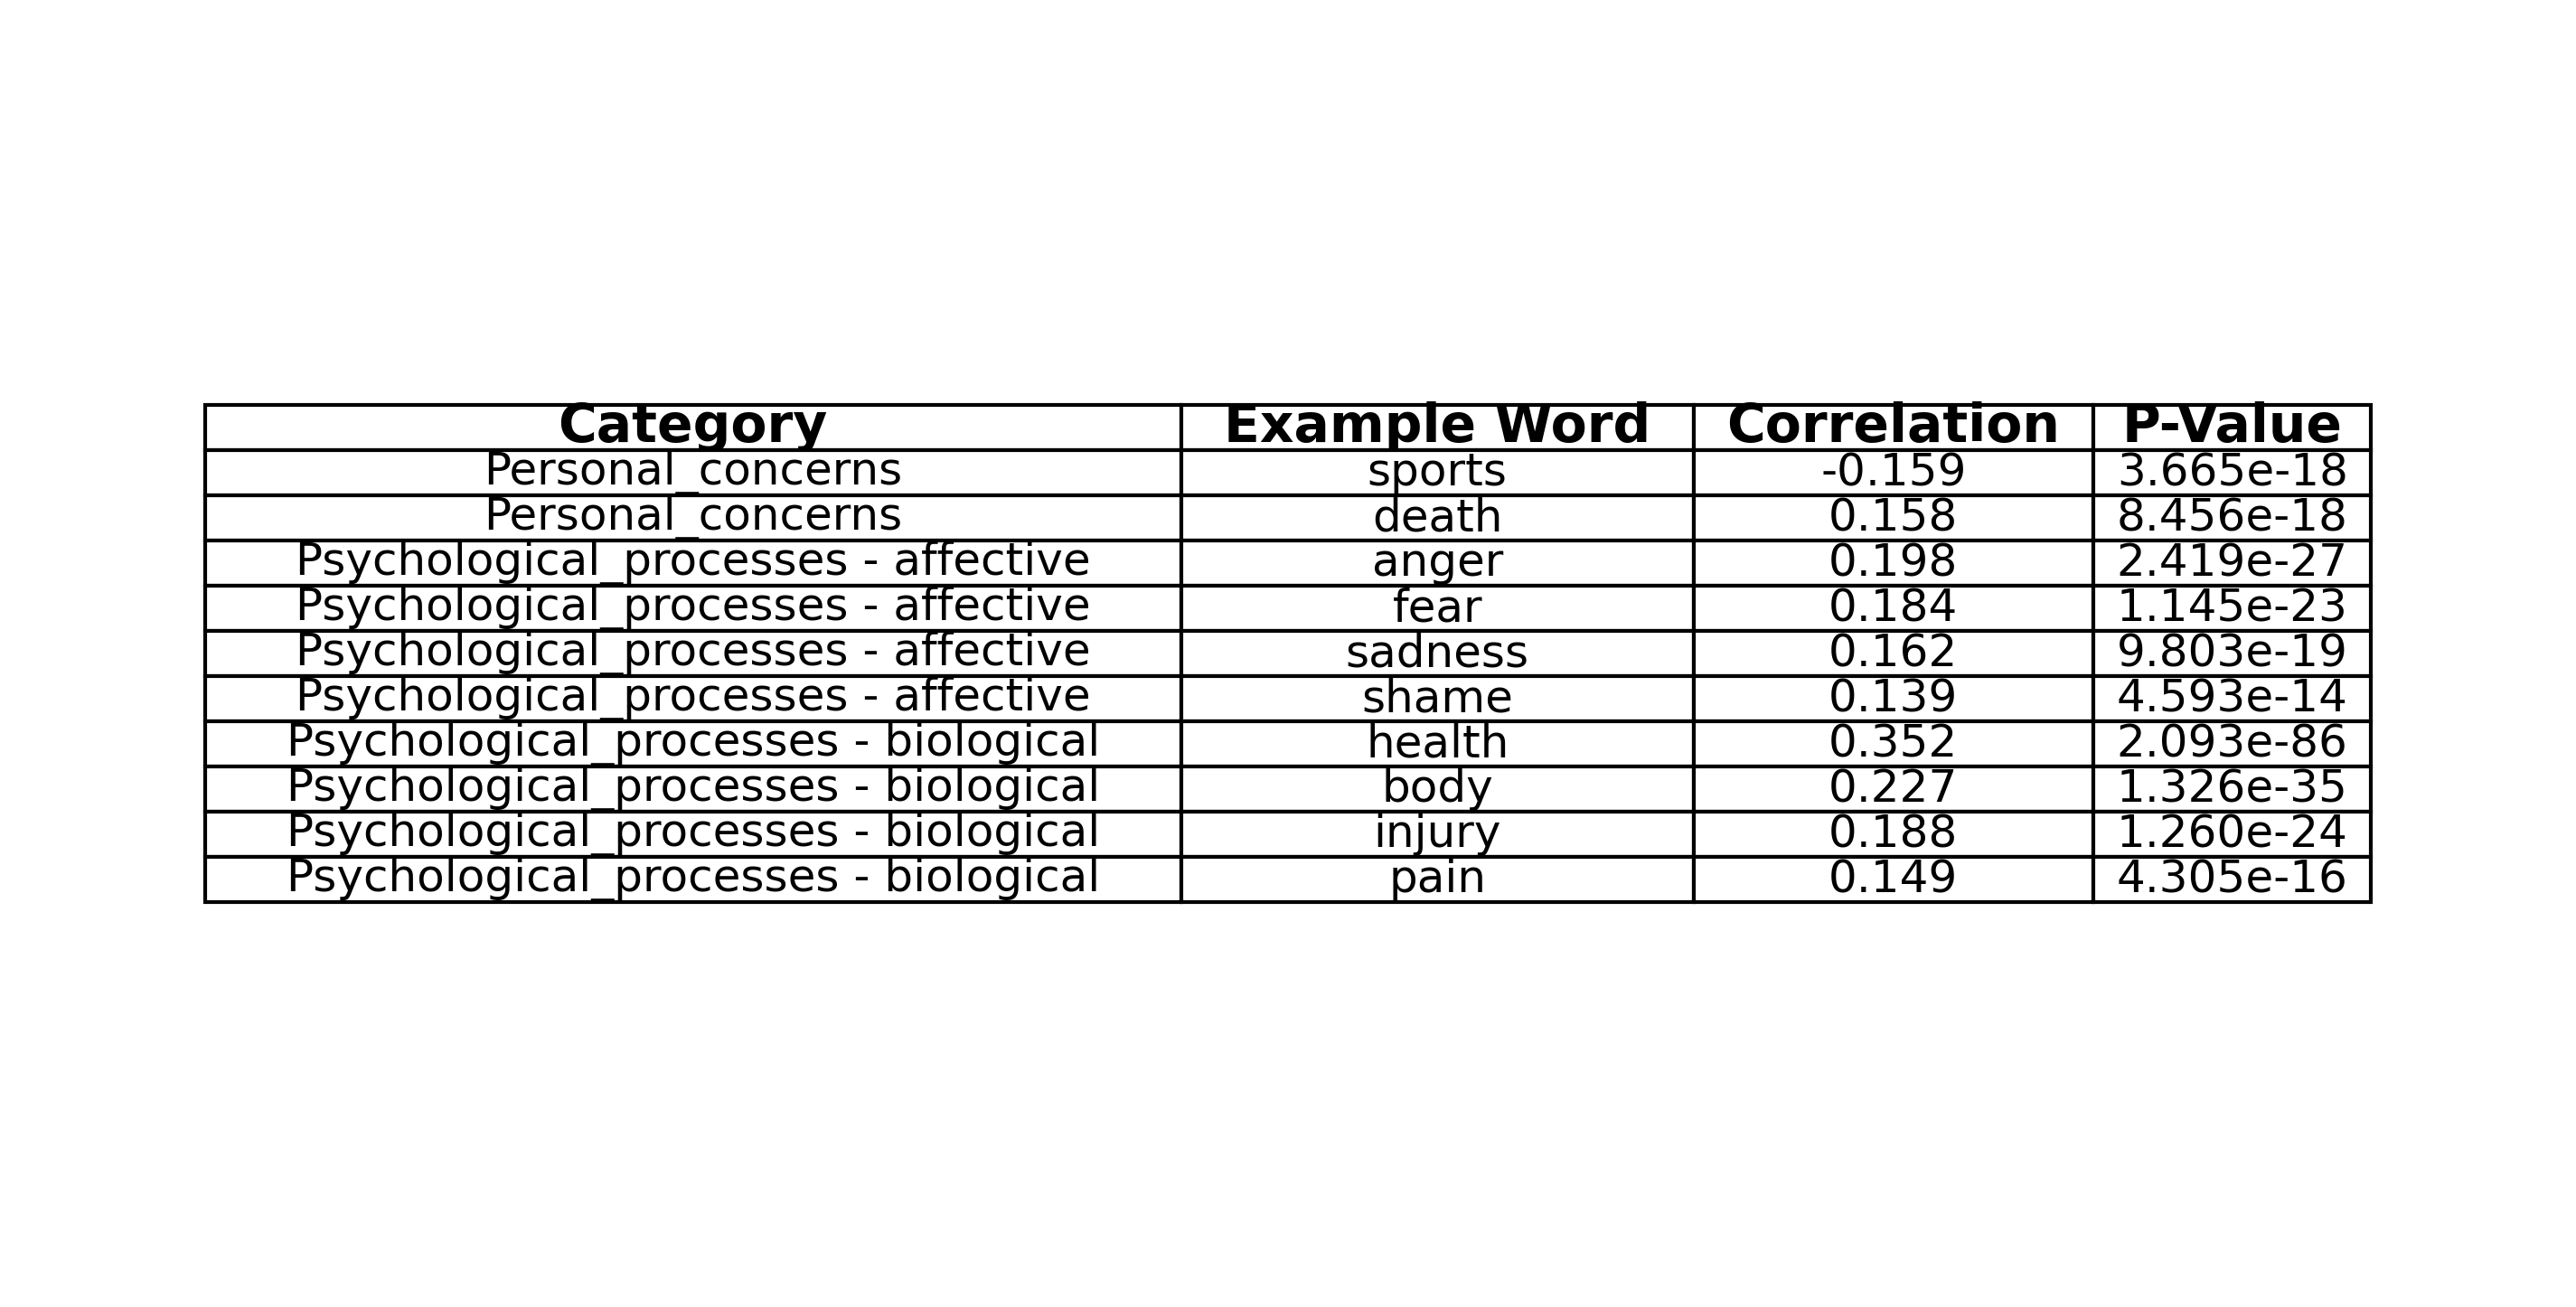 Category Example Word Correlation P-Value
Personal_concerns sports -0.159 3.665e-18
Personal_concerns death 0.158 8.456e-18
Psychological_processes - affective anger 0.198 2.419e-27
Psychological_processes - affective fear 0.184 1.145e-23
Psychological_processes - affective sadness 0.162 9.803e-19
Psychological_processes - affective shame 0.139 4.593e-14
Psychological_processes - biological health 0.352 2.093e-86
Psychological_processes - biological body 0.227 1.326e-35
Psychological_processes - biological injury 0.188 1.260e-24
Psychological_processes - biological pain 0.149 4.305e-16